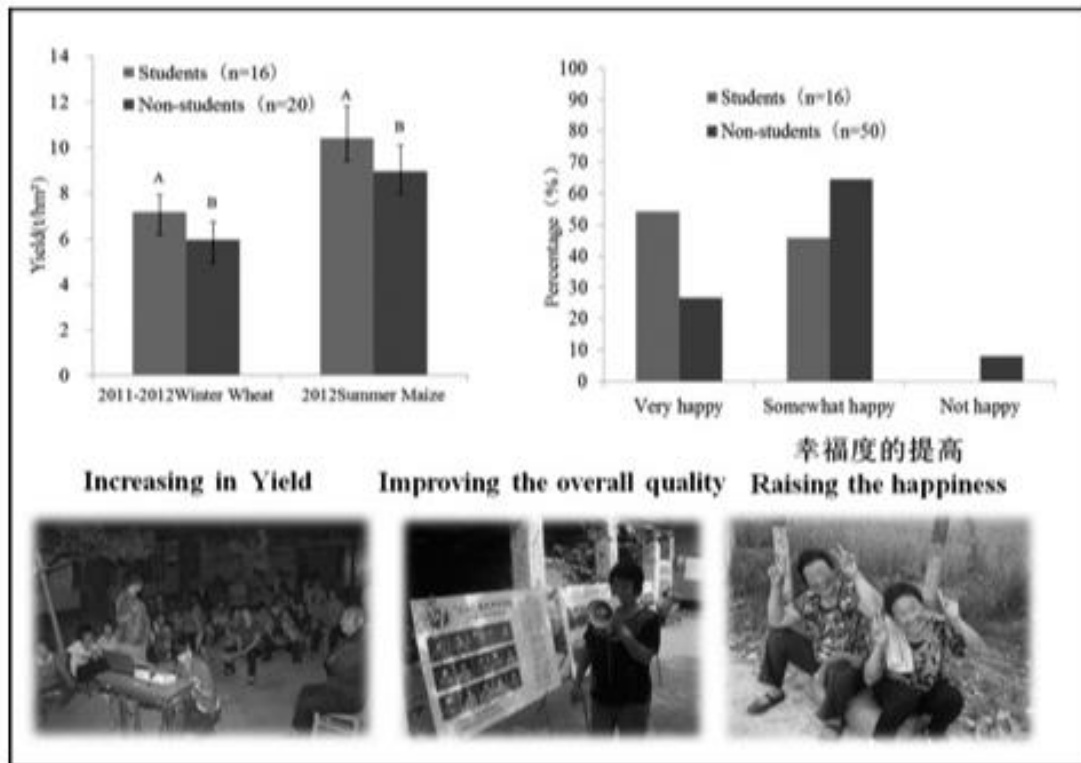 14
12
10
8
6
4
2
0
Yield(t/hm²)
Students (n=16)
Non-students (n=20)
A
B
A
B
2011-2012Winter Wheat
2012Summer Maize
100
90
80
70
60
50
40
30
20
10
0
Percentage (%)
Students (n=16)
Non-students (n=50)
Very happy
Somewhat happy
Not happy
幸福度的提高
Increasing in Yield
Improving the overall quality
Raising the happiness